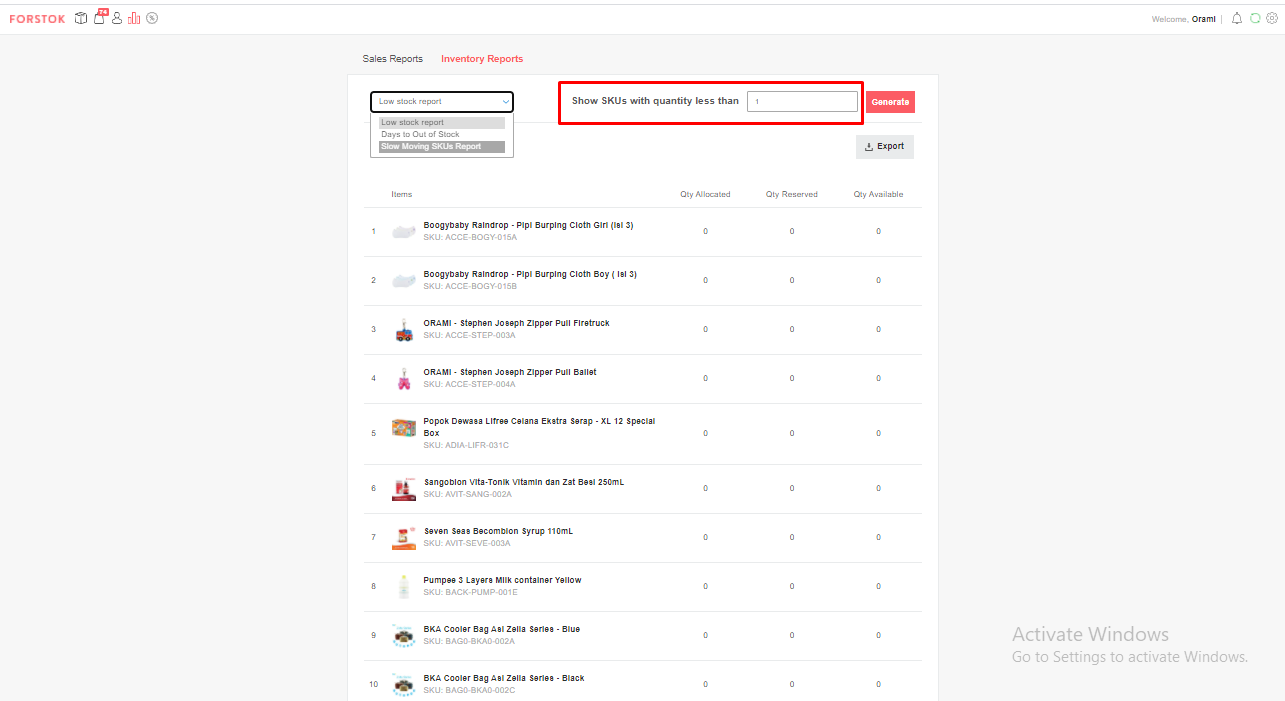 FORSTOK
74
Welcome, Orami |
Sales Reports
Inventory Reports
Low stock report
Show SKUs with quantity less than
1
Generate
Low stock report
Days to Out of Stock
Slow Moving SKUs Report
Export
Items
Qty Allocated
Qty Reserved
Qty Available
1
Boogybaby Raindrop - Pipi Burping Cloth Girl (isi 3)
SKU: ACCE-BOGY-015A
0
0
0
2
Boogybaby Raindrop - Pipi Burping Cloth Boy ( isi 3)
SKU: ACCE-BOGY-015B
0
0
0
3
ORAMI - Stephen Joseph Zipper Pull Firetruck
SKU: ACCE-STEP-003A
0
0
0
4
ORAMI - Stephen Joseph Zipper Pull Ballet
SKU: ACCE-STEP-004A
0
0
0
5
Popok Dewasa Lifree Celana Ekstra Serap - XL 12 Special
Box
SKU: ADIA-LIFR-031C
0
0
0
6
Sangobion Vita-Tonik Vitamin dan Zat Besi 250mL
SKU: AVIT-SANG-002A
0
0
0
7
Seven Seas Becombion Syrup 110mL
SKU: AVIT-SEVE-003A
0
0
0
8
Pumpee 3 Layers Milk container Yellow
SKU: BACK-PUMP-001E
0
0
0
9
BKA Cooler Bag Asi Zella Series - Blue
SKU: BAG0-BKA0-002A
0
0
0
10
BKA Cooler Bag Asi Zella Series - Black
SKU: BAG0-BKA0-002C
0
0
0
Activate Windows
Go to Settings to activate Windows.